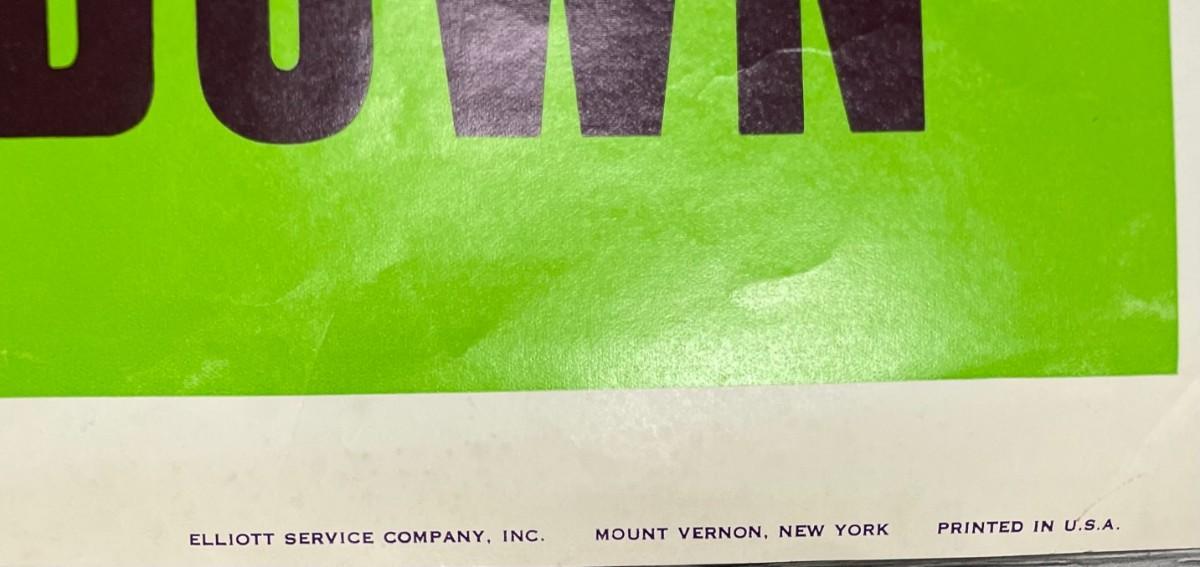 DOWN
ELLIOTT SERVICE COMPANY, INC. MOUNT VERNON, NEW YORK PRINTED IN U.S.A.